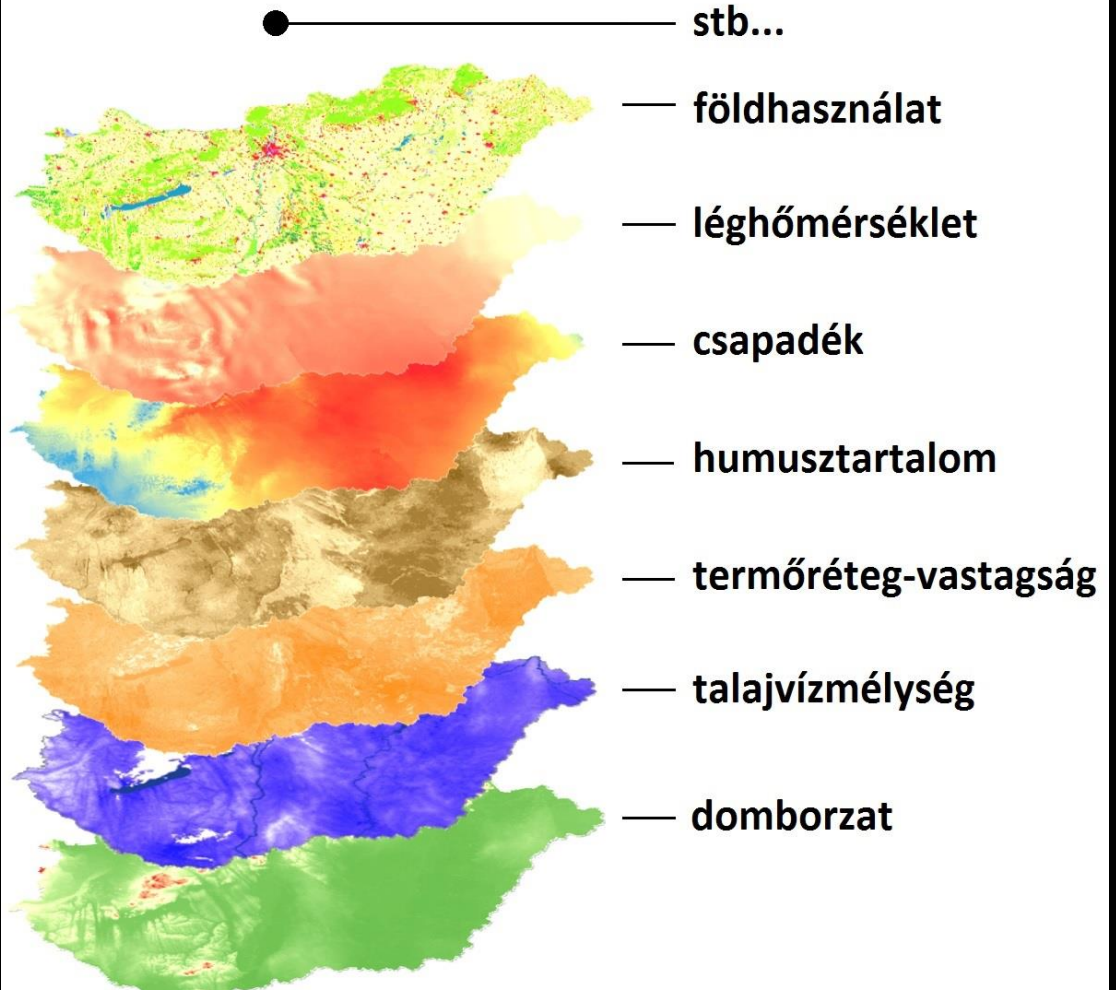 stb...
földhasználat
léghőmérséklet
csapadék
humusztartalom
termőréteg-vastagság
talajvízmélység
domborzat